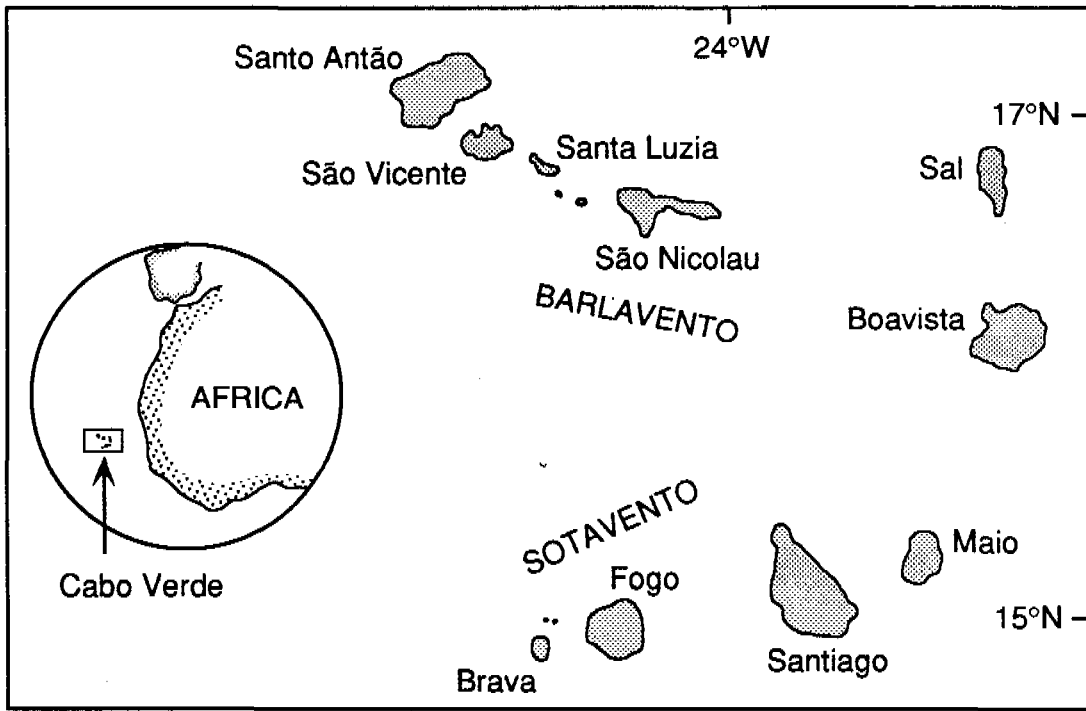 24°W
Santo Antão
17°N
Santa Luzia
Sal
São Vicente
São Nicolau
BARLAVENTO
Boavista
AFRICA
SOTAVENTO
Maio
Cabo Verde
Fogo
15°N
Santiago
Brava